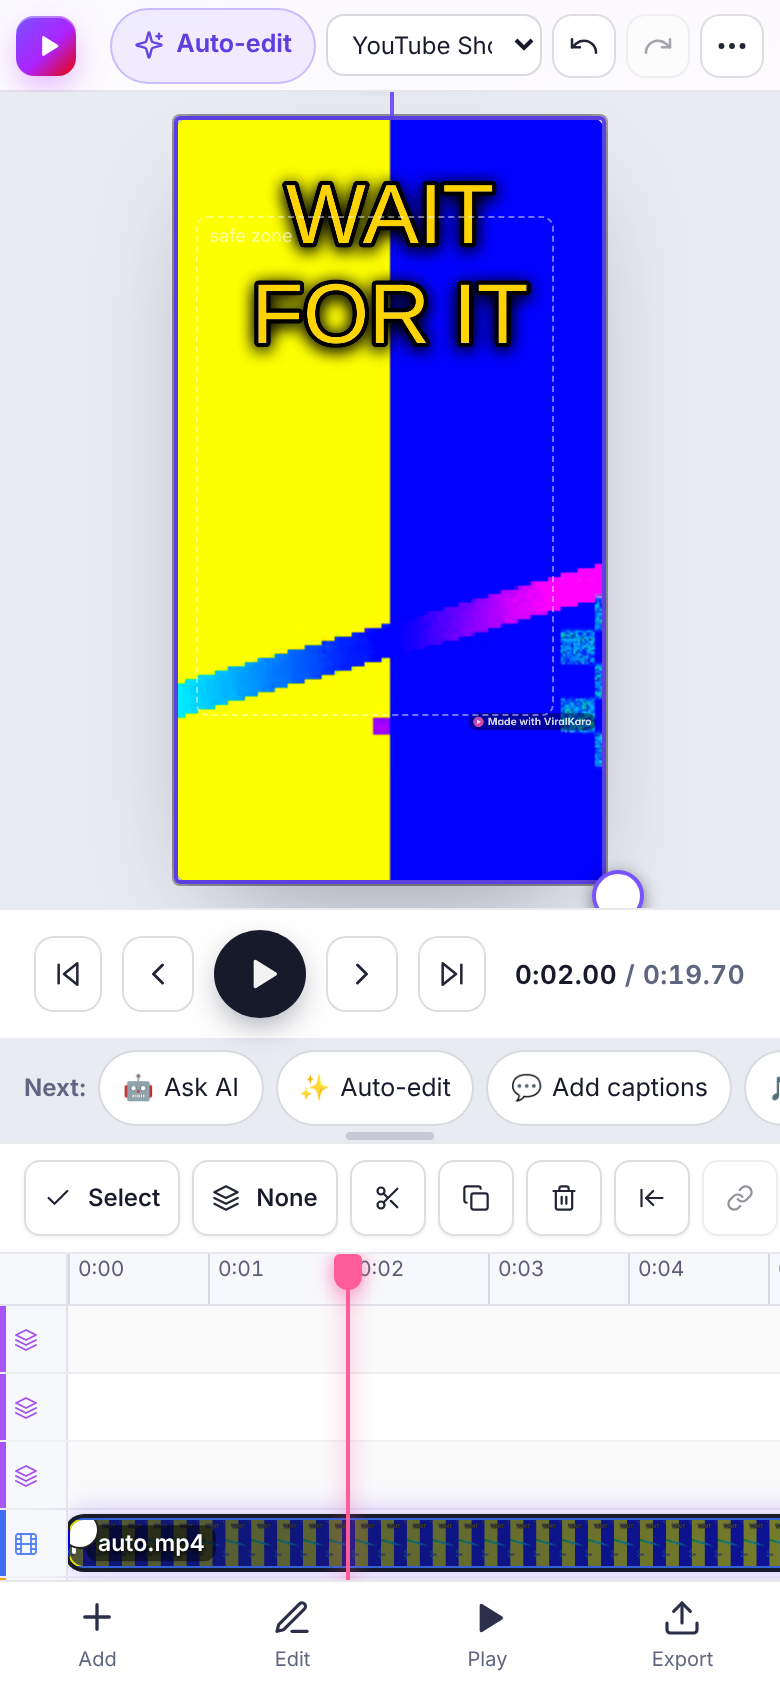 Auto-edit
YouTube Sho
WAIT
safe zone
FOR IT
Made with ViralKaro
0:02.00 / 0:19.70
Next:
Ask AI
Auto-edit
Add captions
Select
None
0:00
0:01
0:02
0:03
0:04
auto.mp4
Add
Edit
Play
Export